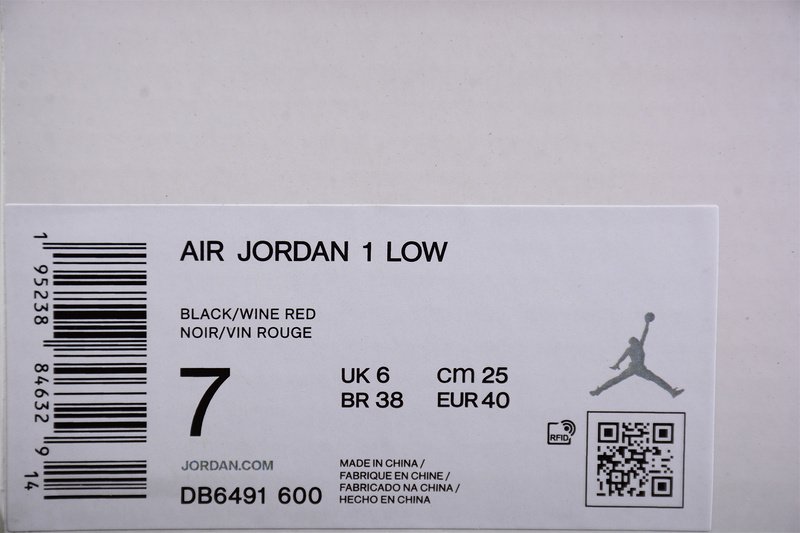 AIR JORDAN 1 LOW
BLACK/WINE RED
NOIR/VIN ROUGE
7
UK 6 cm 25
BR 38 EUR 40
RFID
JORDAN.COM
DB6491 600
MADE IN CHINA /
FABRIQUE EN CHINE /
FABRICADO NA CHINA /
HECHO EN CHINA
1 95238 84632 9 14